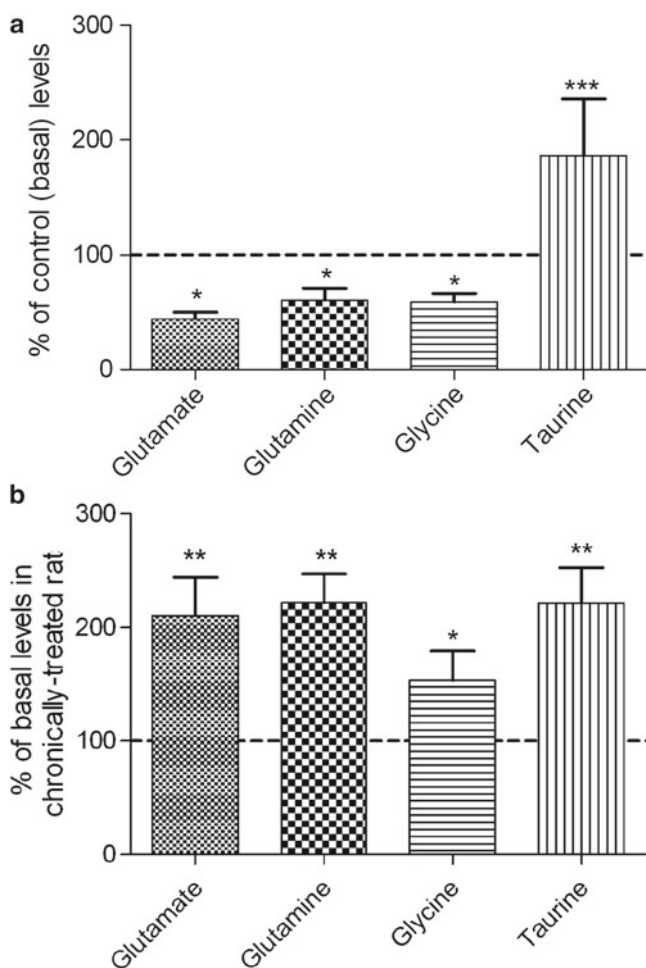 a
% of control (basal) levels
300
200
100
0
*
*
*
***
Glutamate
Glutamine
Glycine
Taurine
b
% of basal levels in
chronically-treated rat
300
200
100
0
**
**
*
**
Glutamate
Glutamine
Glycine
Taurine